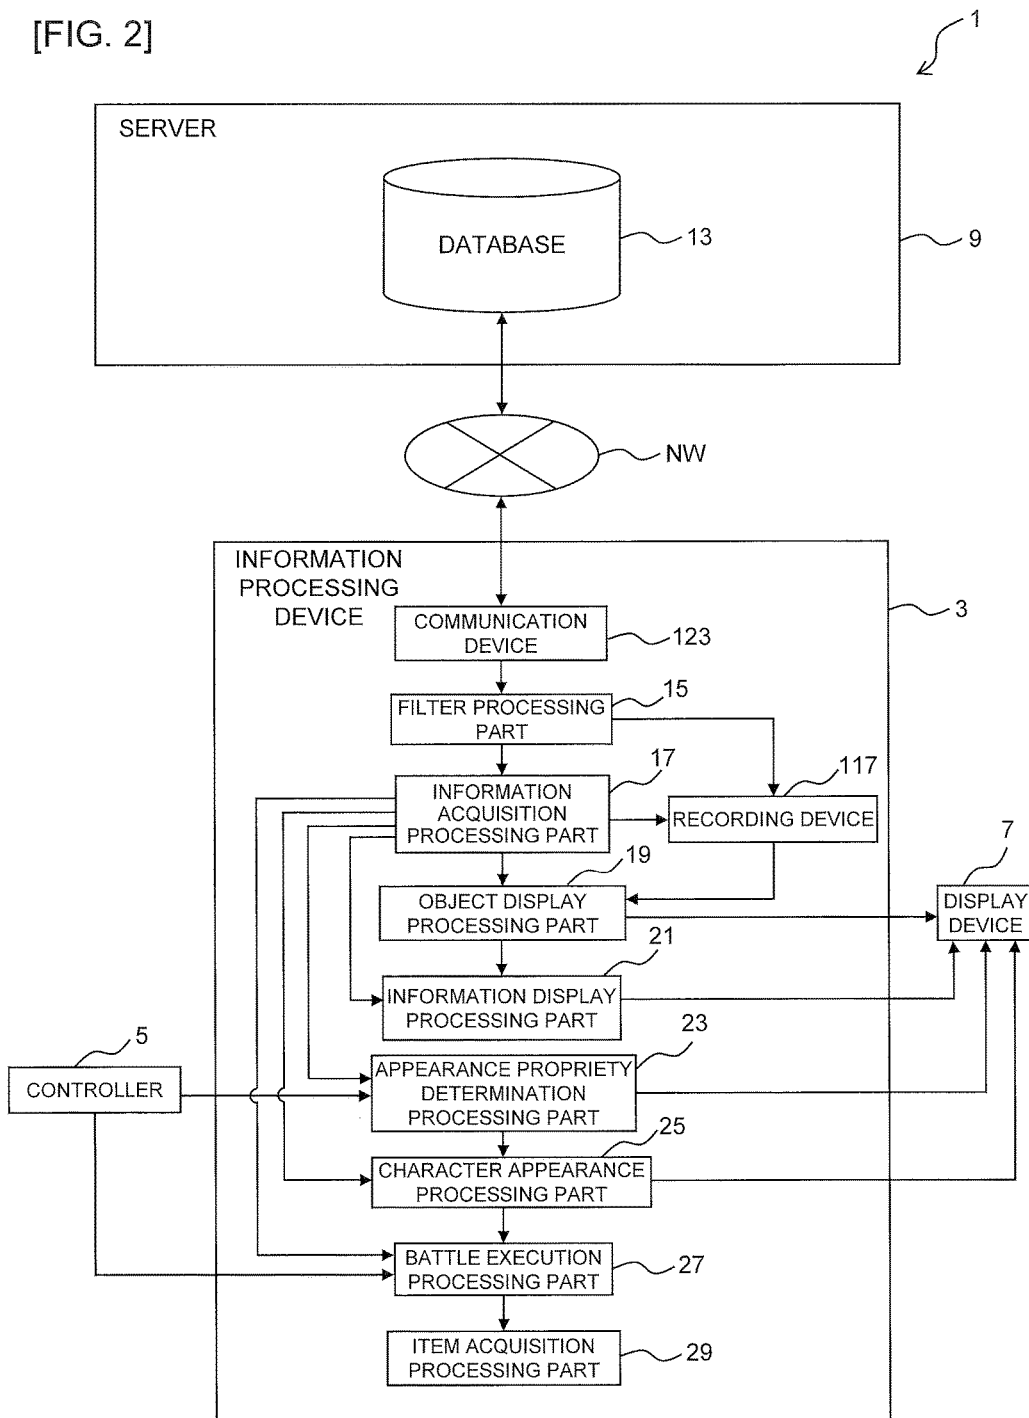 [FIG. 2]
1
SERVER
DATABASE
13
9
NW
INFORMATION
PROCESSING
DEVICE
3
COMMUNICATION
DEVICE
123
15
FILTER PROCESSING
PART
17
117
INFORMATION
ACQUISITION
PROCESSING PART
RECORDING DEVICE
7
19
OBJECT DISPLAY
PROCESSING PART
DISPLAY
DEVICE
21
INFORMATION DISPLAY
PROCESSING PART
23
5
CONTROLLER
APPEARANCE PROPRIETY
DETERMINATION
PROCESSING PART
25
CHARACTER APPEARANCE
PROCESSING PART
BATTLE EXECUTION
PROCESSING PART
27
ITEM ACQUISITION
PROCESSING PART
29